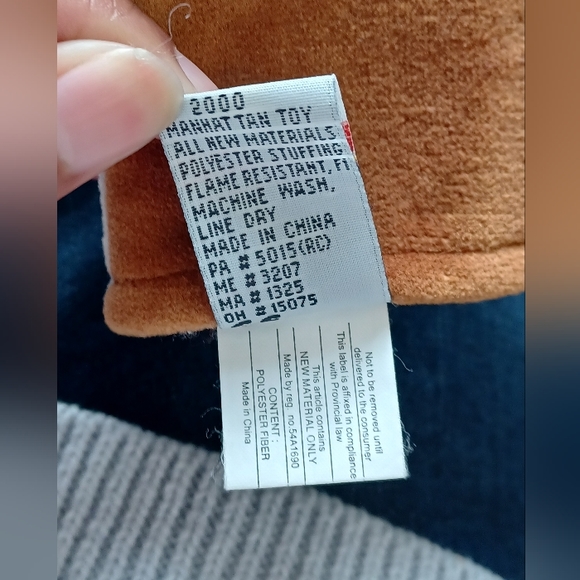 2000
MANHATTAN TOY
ALL NEW MATERIALS
POLYESTER STUFFING
FLAME RESISTANT,
MACHINE WASH,
LINE DRY
MADE IN CHINA
PA # 5015(RC)
ME # 3207
MA # 1325
OH # 15075
Not to be removed until
delivered to the consumer
This label is affixed in compliance
with Provincial law
This article contains
NEW MATERIAL ONLY
Made by reg. no.54A1690
CONTENT :
POLYESTER FIBER
Made in China